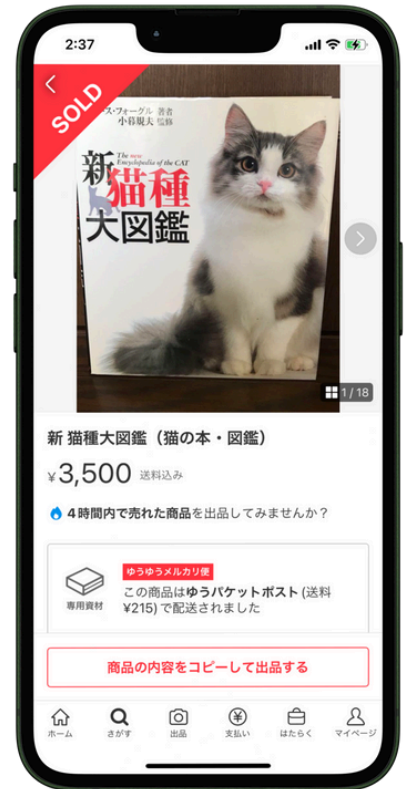 2:37
SOLD
ス・フォーグル 著者
小暮規夫 監修
The new
Encyclopedia of the CAT
新猫種
大図鑑
1 / 18
新 猫種大図鑑（猫の本・図鑑）
¥3,500 送料込み
4時間内で売れた商品を出品してみませんか？
ゆうゆうメルカリ便
この商品はゆうパケットポスト (送料
¥215) で配送されました
専用資材
商品の内容をコピーして出品する
ホーム さがす 出品 支払い はたらく マイページ